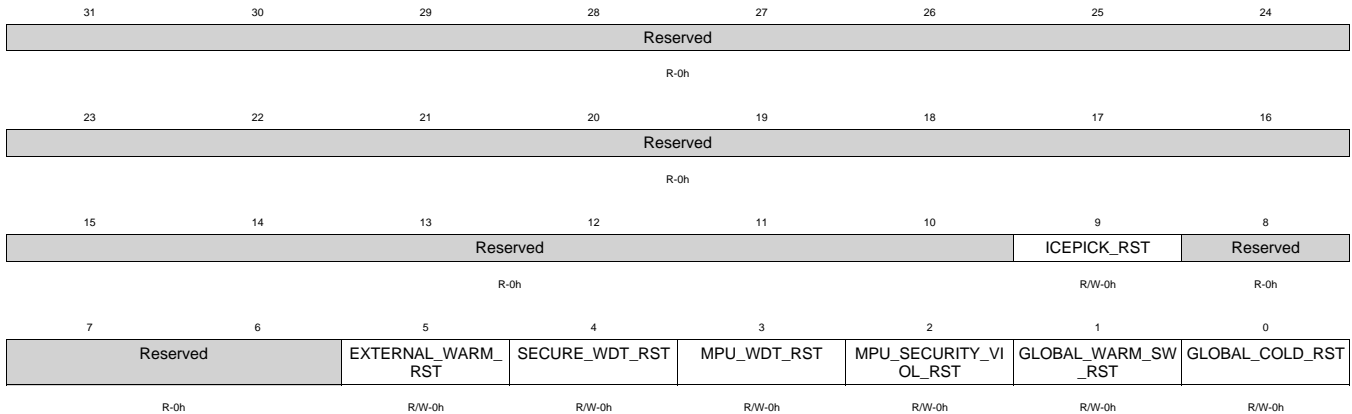 31 30 29 28 27 26 25 24
Reserved
R-0h
23 22 21 20 19 18 17 16
Reserved
R-0h
15 14 13 12 11 10 9 8
Reserved ICEPICK_RST Reserved
R-0h R/W-0h R-0h
7 6 5 4 3 2 1 0
Reserved EXTERNAL_WARM_ SECURE_WDT_RST MPU_WDT_RST MPU_SECURITY_VI GLOBAL_WARM_SW GLOBAL_COLD_RST
RST OL_RST _RST
R-0h R/W-0h R/W-0h R/W-0h R/W-0h R/W-0h R/W-0h